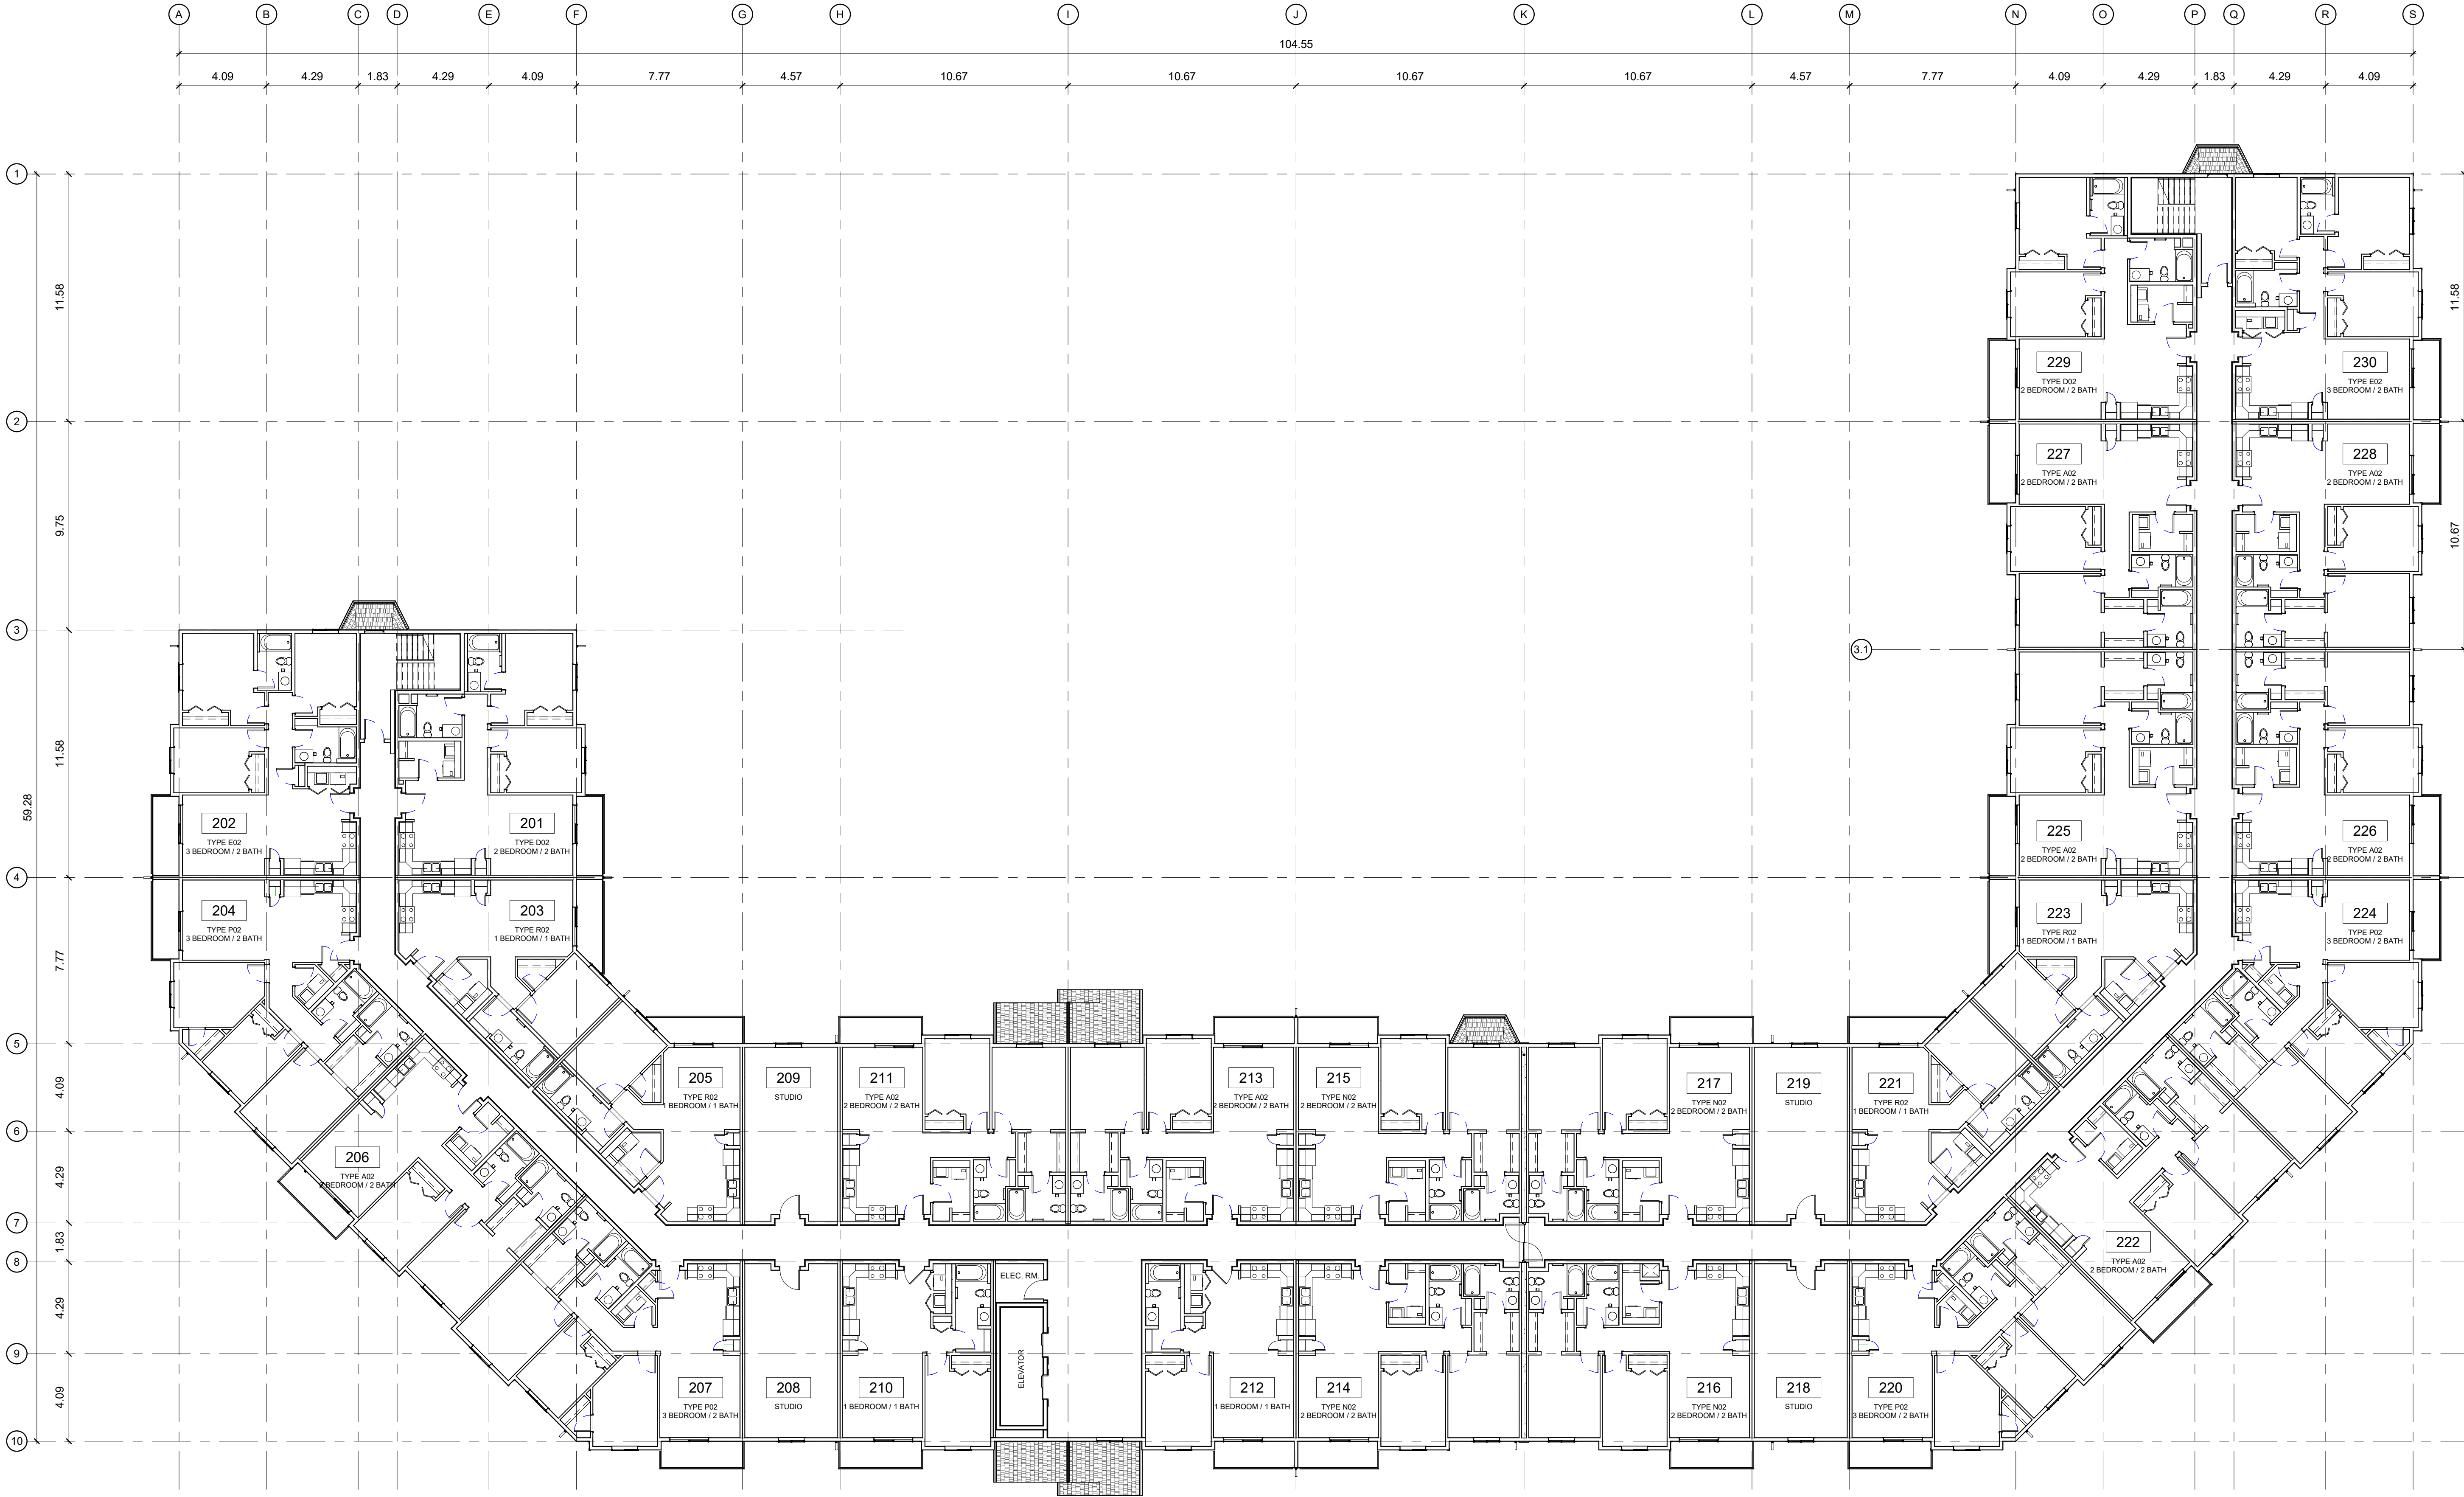 A B C D E F G H I J K L M N O P Q R S
104.55
4.09 4.29 1.83 4.29 4.09 7.77 4.57 10.67 10.67 10.67 10.67 4.57 7.77 4.09 4.29 1.83 4.29 4.09
1
11.58
11.58
229
TYPE D02
2 BEDROOM / 2 BATH
230
TYPE E02
3 BEDROOM / 2 BATH
2
227
TYPE A02
2 BEDROOM / 2 BATH
228
TYPE A02
2 BEDROOM / 2 BATH
9.75
10.67
3
3.1
11.58
59.28
202
TYPE E02
3 BEDROOM / 2 BATH
201
TYPE D02
2 BEDROOM / 2 BATH
225
TYPE A02
2 BEDROOM / 2 BATH
226
TYPE A02
2 BEDROOM / 2 BATH
4
204
TYPE P02
3 BEDROOM / 2 BATH
203
TYPE R02
1 BEDROOM / 1 BATH
223
TYPE R02
1 BEDROOM / 1 BATH
224
TYPE P02
3 BEDROOM / 2 BATH
7.77
5
4.09
205
TYPE R02
1 BEDROOM / 1 BATH
209
STUDIO
211
TYPE A02
2 BEDROOM / 2 BATH
213
TYPE A02
2 BEDROOM / 2 BATH
215
TYPE N02
2 BEDROOM / 2 BATH
217
TYPE N02
2 BEDROOM / 2 BATH
219
STUDIO
221
TYPE R02
1 BEDROOM / 1 BATH
6
206
TYPE A02
2 BEDROOM / 2 BATH
4.29
7
1.83
222
TYPE A02
2 BEDROOM / 2 BATH
8
ELEC. RM.
4.29
9
ELEVATOR
4.09
207
TYPE P02
3 BEDROOM / 2 BATH
208
STUDIO
210
1 BEDROOM / 1 BATH
212
1 BEDROOM / 1 BATH
214
TYPE N02
2 BEDROOM / 2 BATH
216
TYPE N02
2 BEDROOM / 2 BATH
218
STUDIO
220
TYPE P02
3 BEDROOM / 2 BATH
10